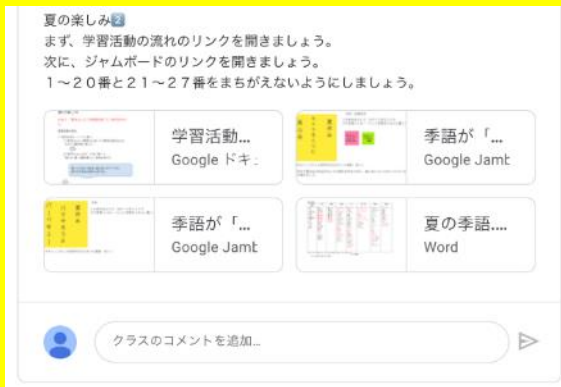 夏の楽しみ2️⃣
まず、学習活動の流れのリンクを開きましょう。
次に、ジャムボードのリンクを開きましょう。
１～２０番と２１～２７番をまちがえないようにしましょう。
学習活動...
Google ドキ
季語が「...
Google Jamb
季語が「...
Google Jamb
夏の季語....
Word
クラスのコメントを追加...